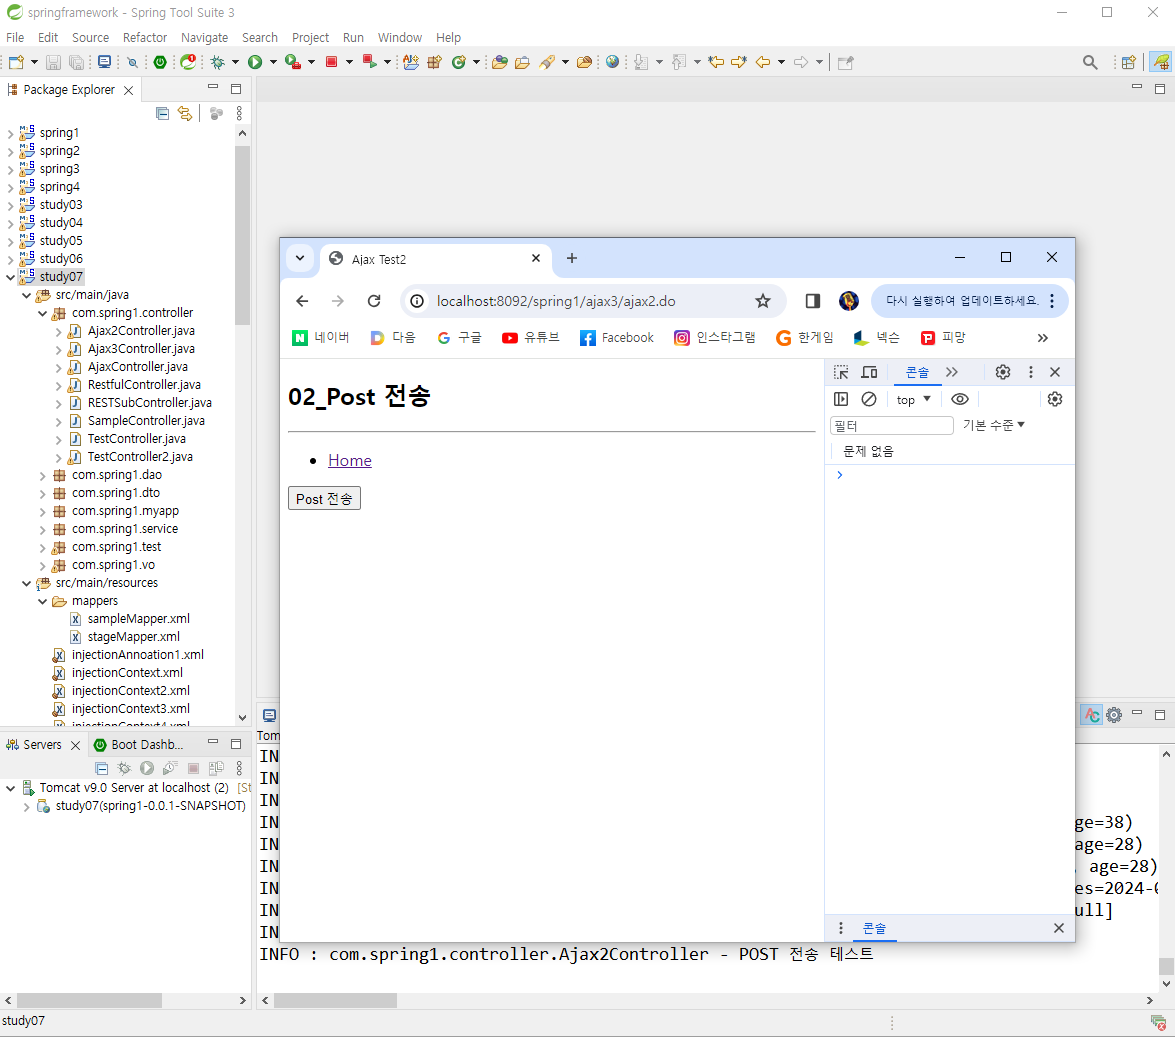 springframework - Spring Tool Suite 3
File Edit Source Refactor Navigate Search Project Run Window Help
Package Explorer
spring1
spring2
spring3
spring4
study03
study04
study05
study06
study07
src/main/java
com.spring1.controller
Ajax2Controller.java
Ajax3Controller.java
AjaxController.java
RestfulController.java
RESTSubController.java
SampleController.java
TestController.java
TestController2.java
com.spring1.dao
com.spring1.dto
com.spring1.myapp
com.spring1.service
com.spring1.test
com.spring1.vo
src/main/resources
mappers
sampleMapper.xml
stageMapper.xml
injectionAnnoation1.xml
injectionContext.xml
injectionContext2.xml
injectionContext3.xml
injectionContext4.xml
Servers Boot Dashb...
Tomcat v9.0 Server at localhost (2) [St
study07(spring1-0.0.1-SNAPSHOT)
Ajax Test2
localhost:8092/spring1/ajax3/ajax2.do
다시 실행하여 업데이트하세요.
네이버 다음 구글 유튜브 Facebook 인스타그램 한게임 넥슨 피망
02_Post 전송
Home
Post 전송
콘솔
top
필터 기본 수준
문제 없음
콘솔
Tom
IN
IN
IN
IN ge=38)
IN age=28)
IN , age=28)
IN es=2024-0
IN ull]
IN
INFO : com.spring1.controller.Ajax2Controller - POST 전송 테스트
study07